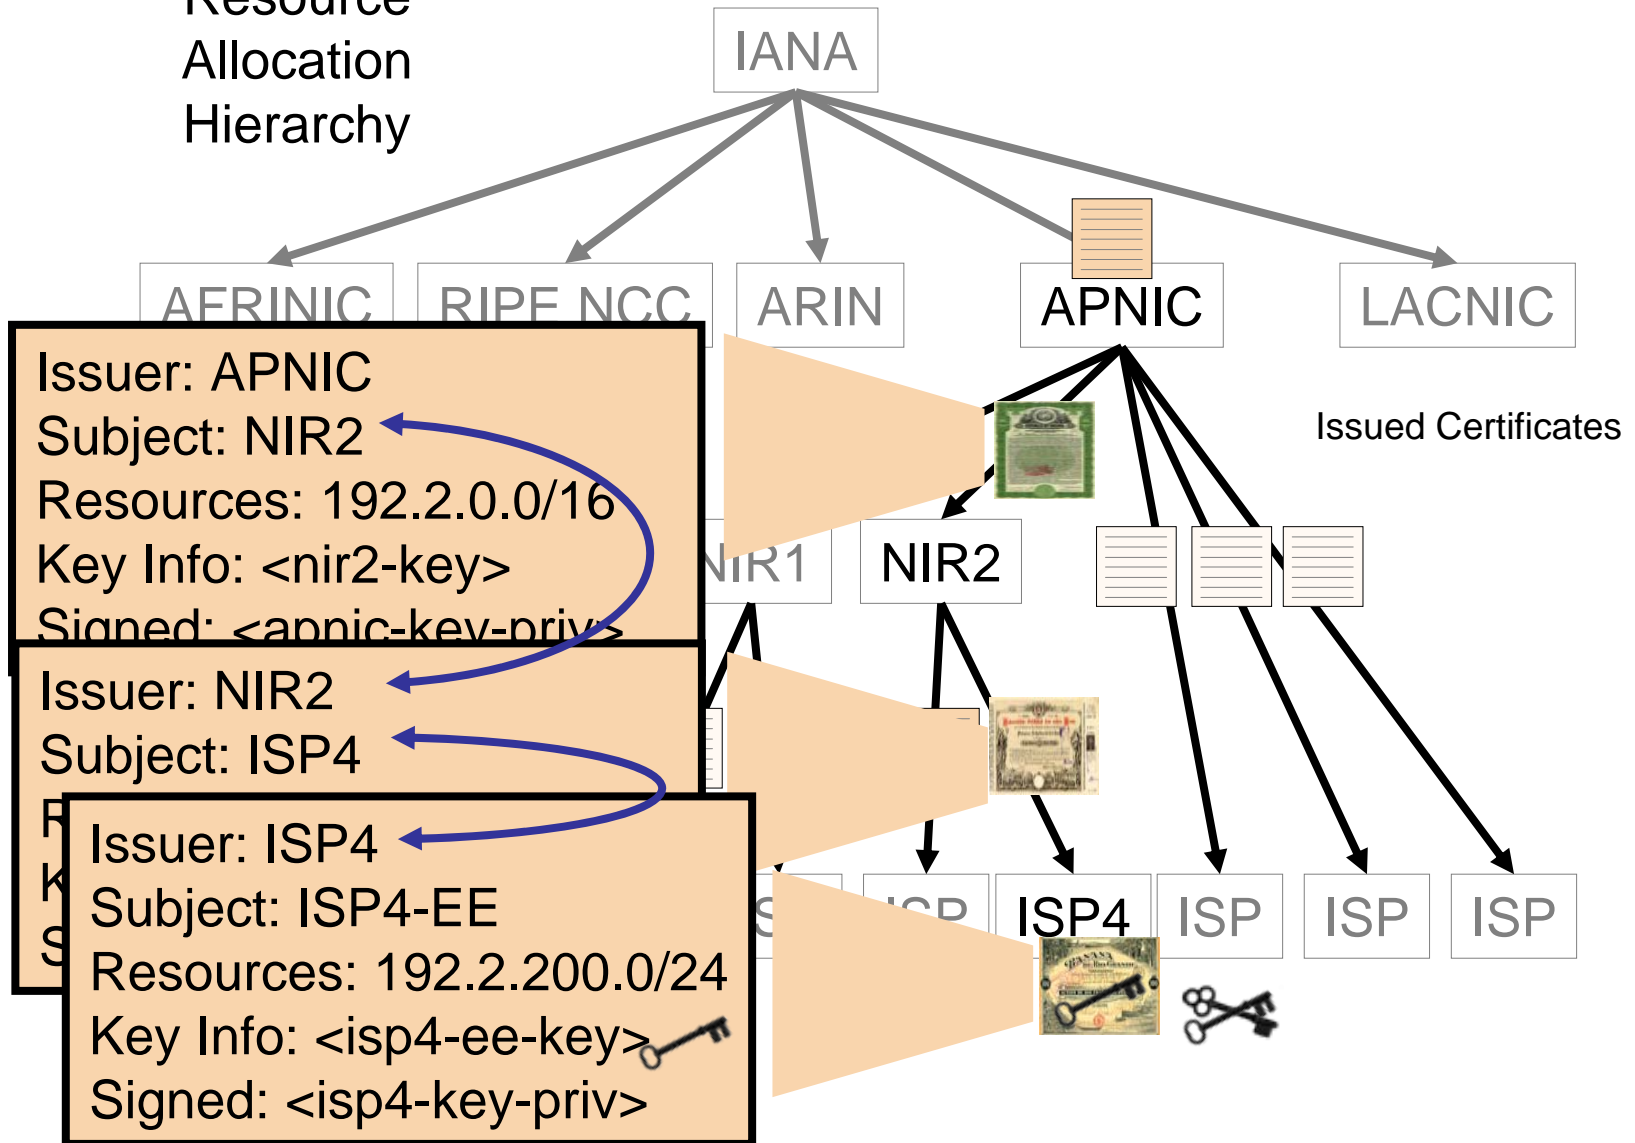 Resource
Allocation
Hierarchy
IANA
AFRINIC
RIPE NCC
ARIN
APNIC
LACNIC
Issued Certificates
Issuer: APNIC
Subject: NIR2
Resources: 192.2.0.0/16
Key Info: <nir2-key>
Signed: <apnic-key-priv>
NIR1
NIR2
Issuer: NIR2
Subject: ISP4
R
K
S
Issuer: ISP4
Subject: ISP4-EE
Resources: 192.2.200.0/24
Key Info: <isp4-ee-key>
Signed: <isp4-key-priv>
ISP
ISP4
ISP
ISP
ISP